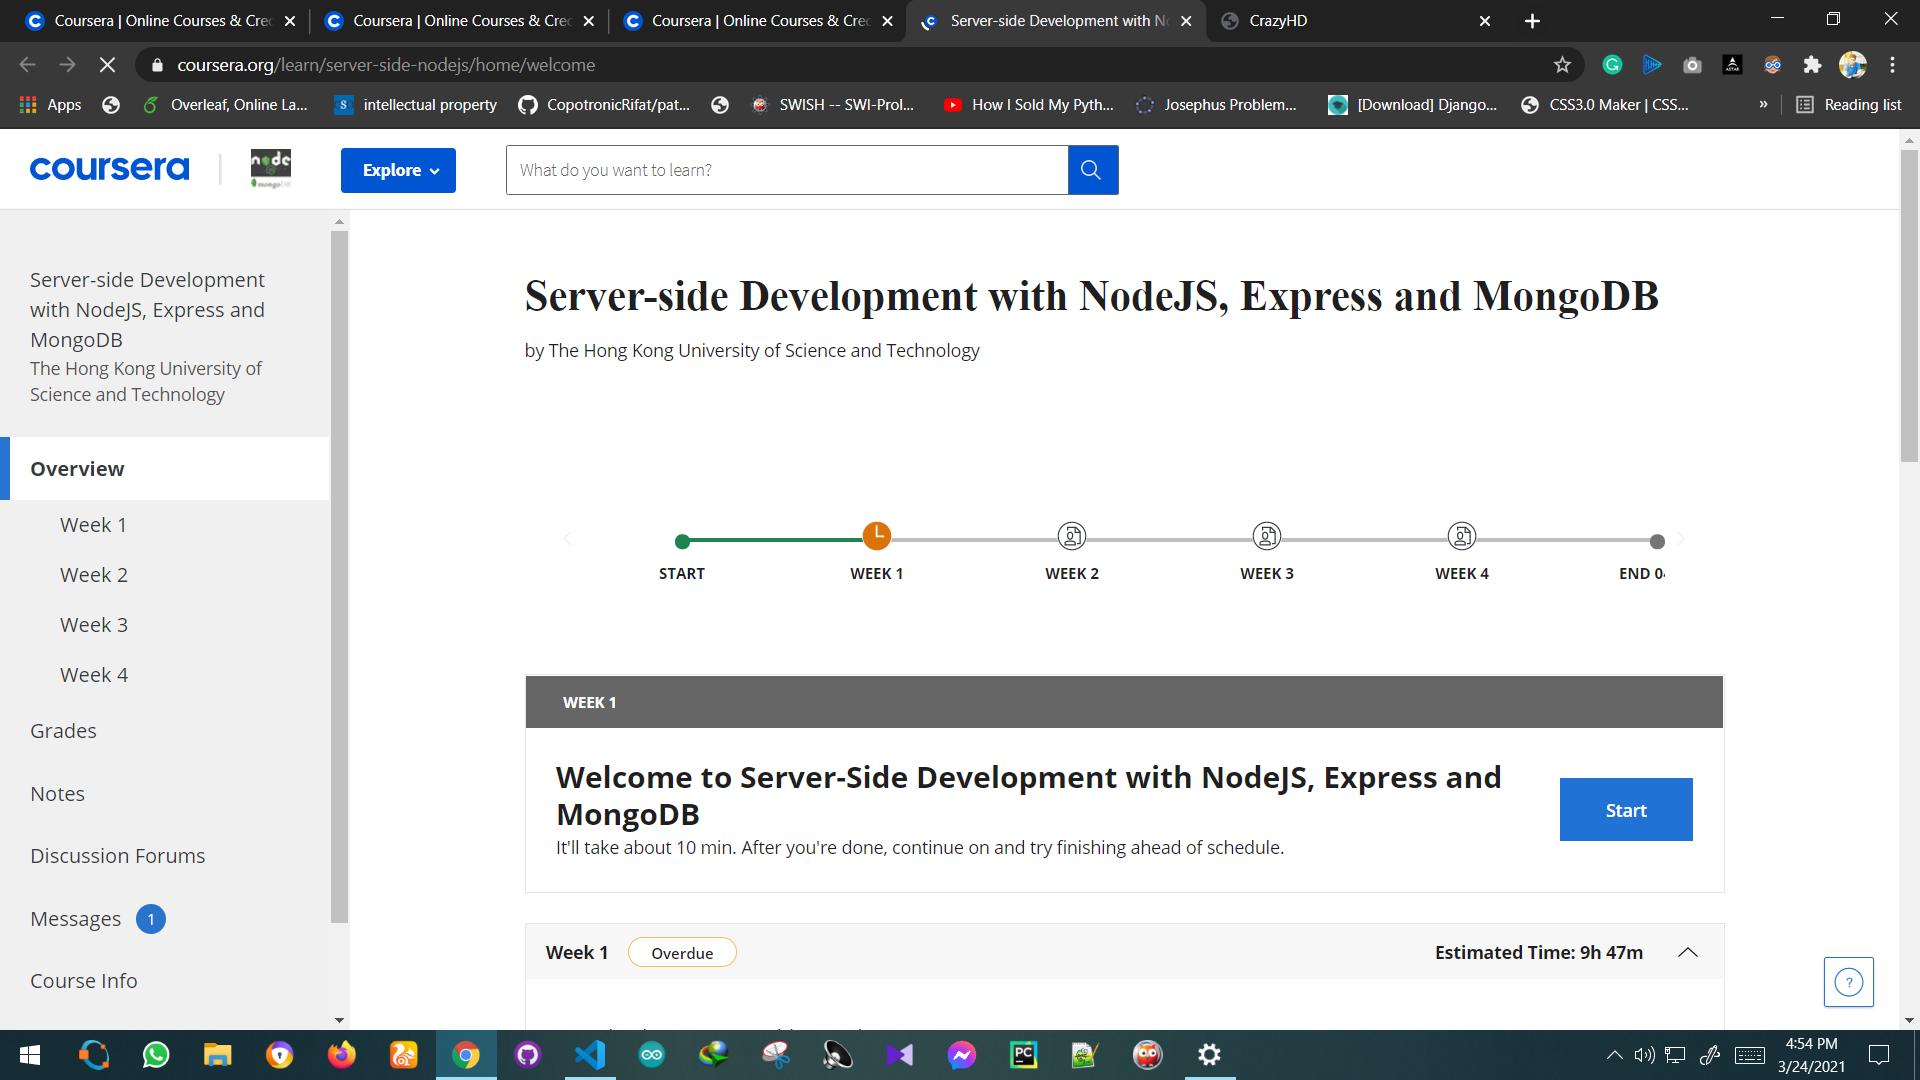 Coursera | Online Courses & Cre
Coursera | Online Courses & Cre
Coursera | Online Courses & Cre
Server-side Development with N
CrazyHD
coursera.org/learn/server-side-nodejs/home/welcome
Apps
Overleaf, Online La...
intellectual property
CopotronicRifat/pat...
SWISH -- SWI-Prol...
How I Sold My Pyth...
Josephus Problem...
[Download] Django...
CSS3.0 Maker | CSS...
»
Reading list
coursera
node
mongoDB
Explore
What do you want to learn?
Server-side Development
with NodeJS, Express and
MongoDB
The Hong Kong University of
Science and Technology
Overview
Week 1
Week 2
Week 3
Week 4
Grades
Notes
Discussion Forums
Messages 1
Course Info
Server-side Development with NodeJS, Express and MongoDB
by The Hong Kong University of Science and Technology
START
WEEK 1
WEEK 2
WEEK 3
WEEK 4
END 0
WEEK 1
Welcome to Server-Side Development with NodeJS, Express and
MongoDB
It'll take about 10 min. After you're done, continue on and try finishing ahead of schedule.
Start
Week 1
Overdue
Estimated Time: 9h 47m
?
PC
4:54 PM
3/24/2021